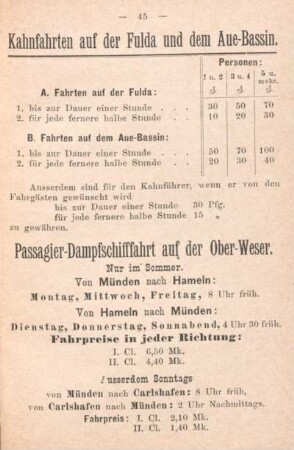 — 45 —
Kahnfahrten auf der Fulda und dem Aue-Bassin.
Personen:
1 u. 2 3 u. 4 5 u. mehr.
₰ ₰ ₰
A. Fahrten auf der Fulda:
1. bis zur Dauer einer Stunde . . . 30 50 70
2. für jede fernere halbe Stunde . 10 20 30
B. Fahrten auf dem Aue-Bassin:
1. bis zur Dauer einer Stunde . . . 50 70 100
2. für jede fernere halbe Stunde . 20 30 40
Ausserdem sind für den Kahnführer, wenn er von den
Fahrgästen gewünscht wird
bis zur Dauer einer Stunde 30 Pfg.
für jede fernere halbe Stunde 15 „
zu gewähren.
Passagier-Dampfschifffahrt auf der Ober-Weser.
Nur im Sommer.
Von Münden nach Hameln:
Montag, Mittwoch, Freitag, 8 Uhr früh.
Von Hameln nach Münden:
Dienstag, Donnerstag, Sonnabend, 4 Uhr 30 früh.
Fahrpreise in jeder Richtung:
I. Cl. 6,50 Mk.
II. Cl. 4,40 Mk.
Ausserdem Sonntags
von Münden nach Carlshafen: 8 Uhr früh,
von Carlshafen nach Münden: 2 Uhr Nachmittags.
Fahrpreis: I. Cl. 2,10 Mk.
II. Cl. 1,40 Mk.